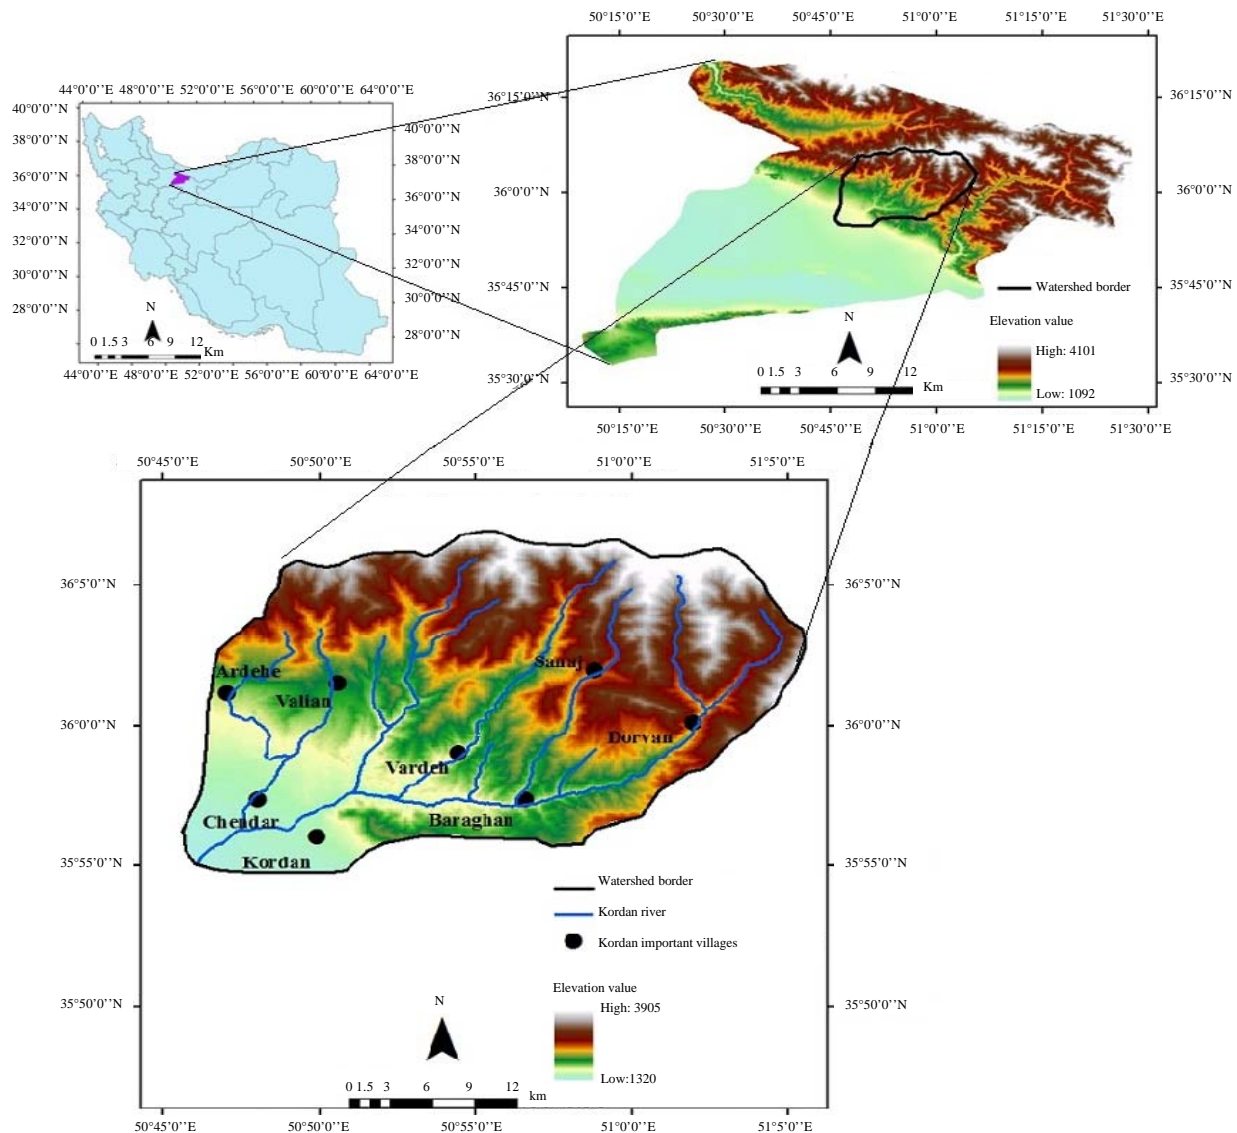 44°0'0''E 48°0'0''E 52°0'0''E 56°0'0''E 60°0'0''E 64°0'0''E
40°0'0''N
38°0'0''N
36°0'0''N
34°0'0''N
32°0'0''N
30°0'0''N
28°0'0''N
40°0'0''N
38°0'0''N
36°0'0''N
34°0'0''N
32°0'0''N
30°0'0''N
28°0'0''N
N
0 1.5 3 6 9 12
Km
44°0'0''E 48°0'0''E 52°0'0''E 56°0'0''E 60°0'0''E 64°0'0''E
50°15'0''E 50°30'0''E 50°45'0''E 51°0'0''E 51°15'0''E 51°30'0''E
36°15'0''N
36°0'0''N
35°45'0''N
35°30'0''N
36°15'0''N
36°0'0''N
35°45'0''N
35°30'0''N
Watershed border
Elevation value
High: 4101
Low: 1092
N
0 1.5 3 6 9 12
Km
50°15'0''E 50°30'0''E 50°45'0''E 51°0'0''E 51°15'0''E 51°30'0''E
50°45'0''E 50°50'0''E 50°55'0''E 51°0'0''E 51°5'0''E
36°5'0''N
36°0'0''N
35°55'0''N
35°50'0''N
36°5'0''N
36°0'0''N
35°55'0''N
35°50'0''N
Sanaj
Ardehe
Valian
Dorvan
Vardeh
Chendar
Baraghan
Kordan
Watershed border
Kordan river
Kordan important villages
Elevation value
High: 3905
Low:1320
N
0 1.5 3 6 9 12
km
50°45'0''E 50°50'0''E 50°55'0''E 51°0'0''E 51°5'0''E